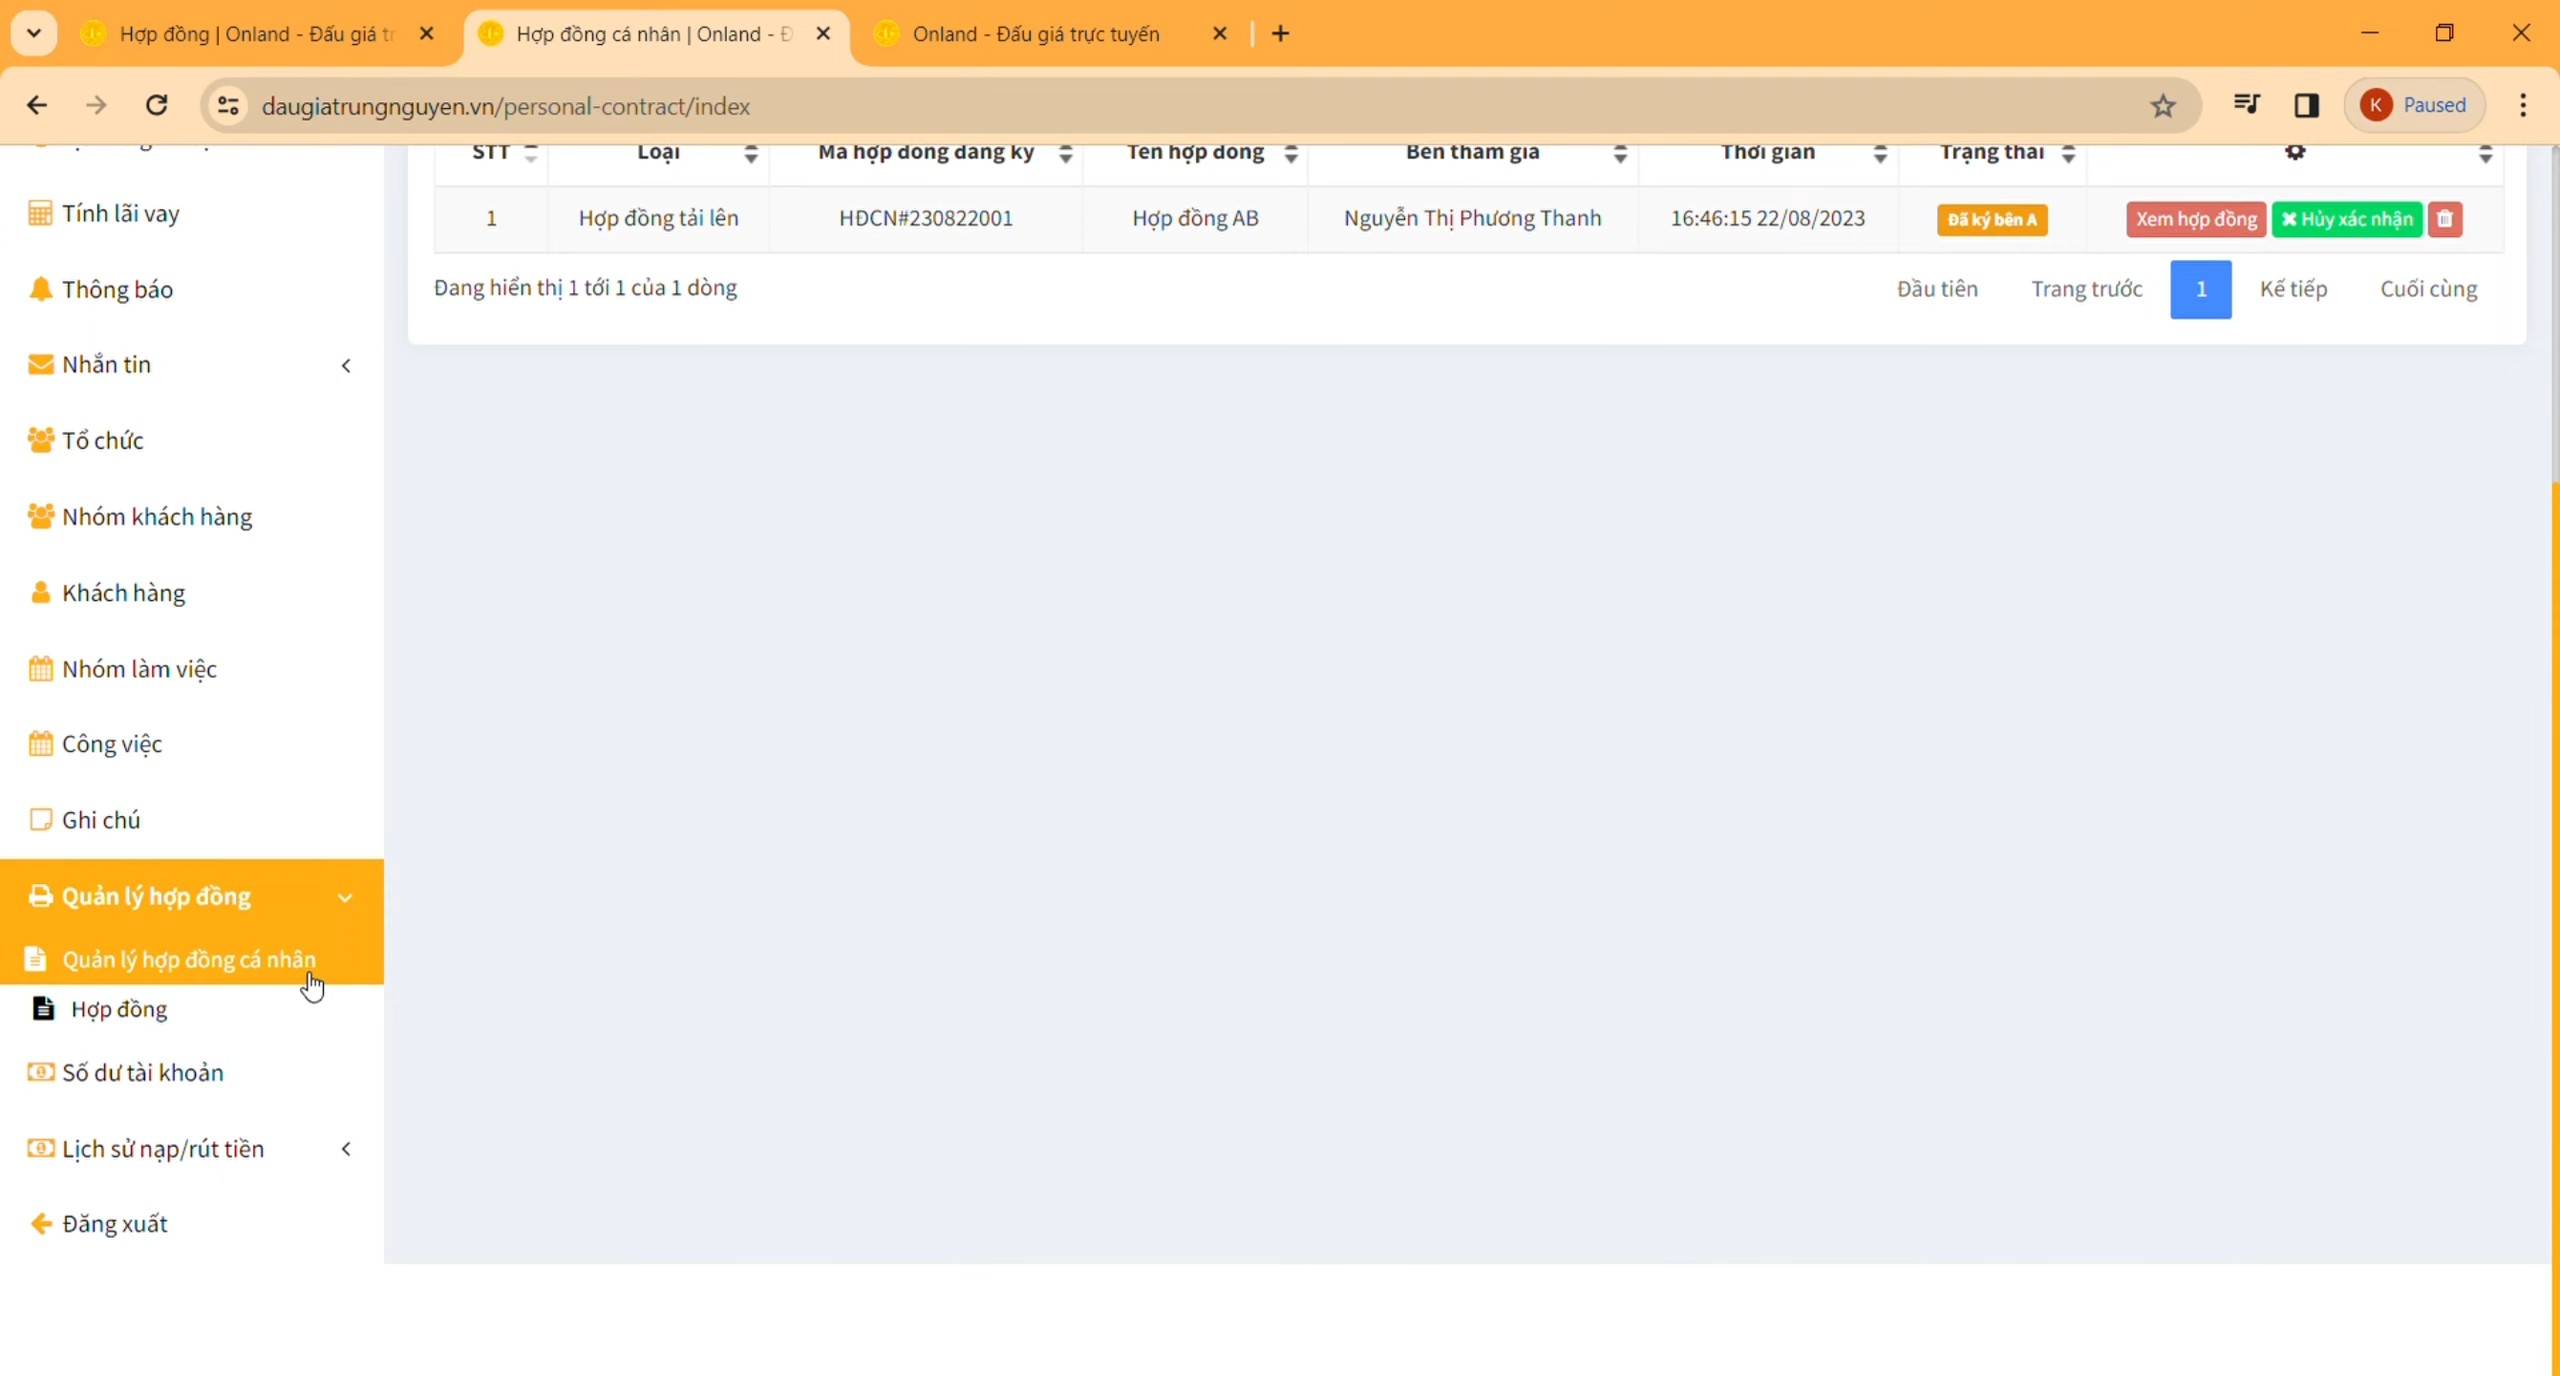 Hợp đồng | Onland - Đấu giá tr
Hợp đồng cá nhân | Onland - Đ
Onland - Đấu giá trực tuyến
daugiatrungnguyen.vn/personal-contract/index
K Paused
STT Loại Mã hợp đồng đăng ký Tên hợp đồng Bên tham gia Thời gian Trạng thái
1 Hợp đồng tải lên HĐCN#230822001 Hợp đồng AB Nguyễn Thị Phương Thanh 16:46:15 22/08/2023 Đã ký bên A Xem hợp đồng Hủy xác nhận
Đang hiển thị 1 tới 1 của 1 dòng
Đầu tiên Trang trước 1 Kế tiếp Cuối cùng
Tính lãi vay
Thông báo
Nhắn tin
Tổ chức
Nhóm khách hàng
Khách hàng
Nhóm làm việc
Công việc
Ghi chú
Quản lý hợp đồng
Quản lý hợp đồng cá nhân
Hợp đồng
Số dư tài khoản
Lịch sử nạp/rút tiền
Đăng xuất